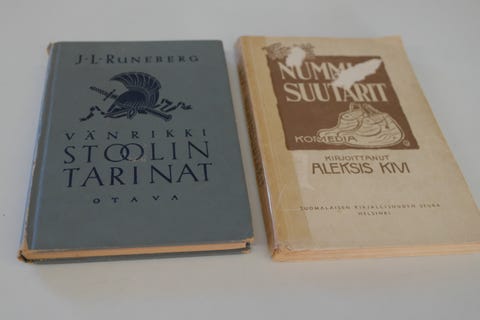 J·L·RUNEBERG
VÄNRIKKI
STOOLIN
TARINAT
OTAVA
NUMMI
SUUTARIT
KOMEDIA
KIRJOITTANUT
ALEKSIS KIVI
SUOMALAISEN KIRJALLISUUDEN SEURA
HELSINKI